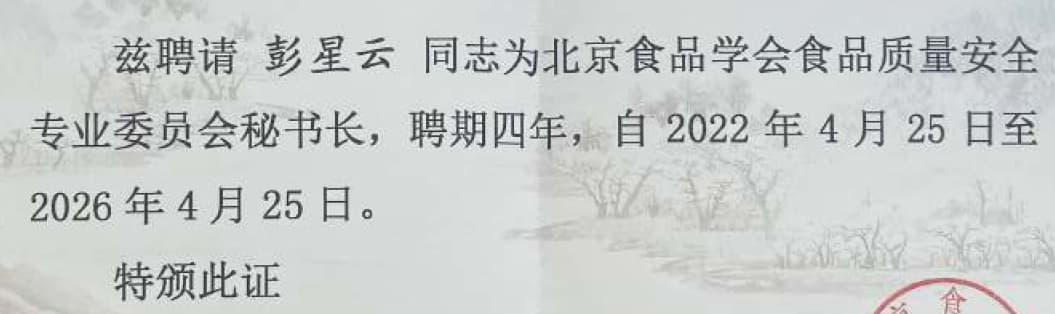 兹聘请 彭星云 同志为北京食品学会食品质量安全
专业委员会秘书长，聘期四年，自 2022 年 4 月 25 日至
2026 年 4 月 25 日。
特颁此证
食